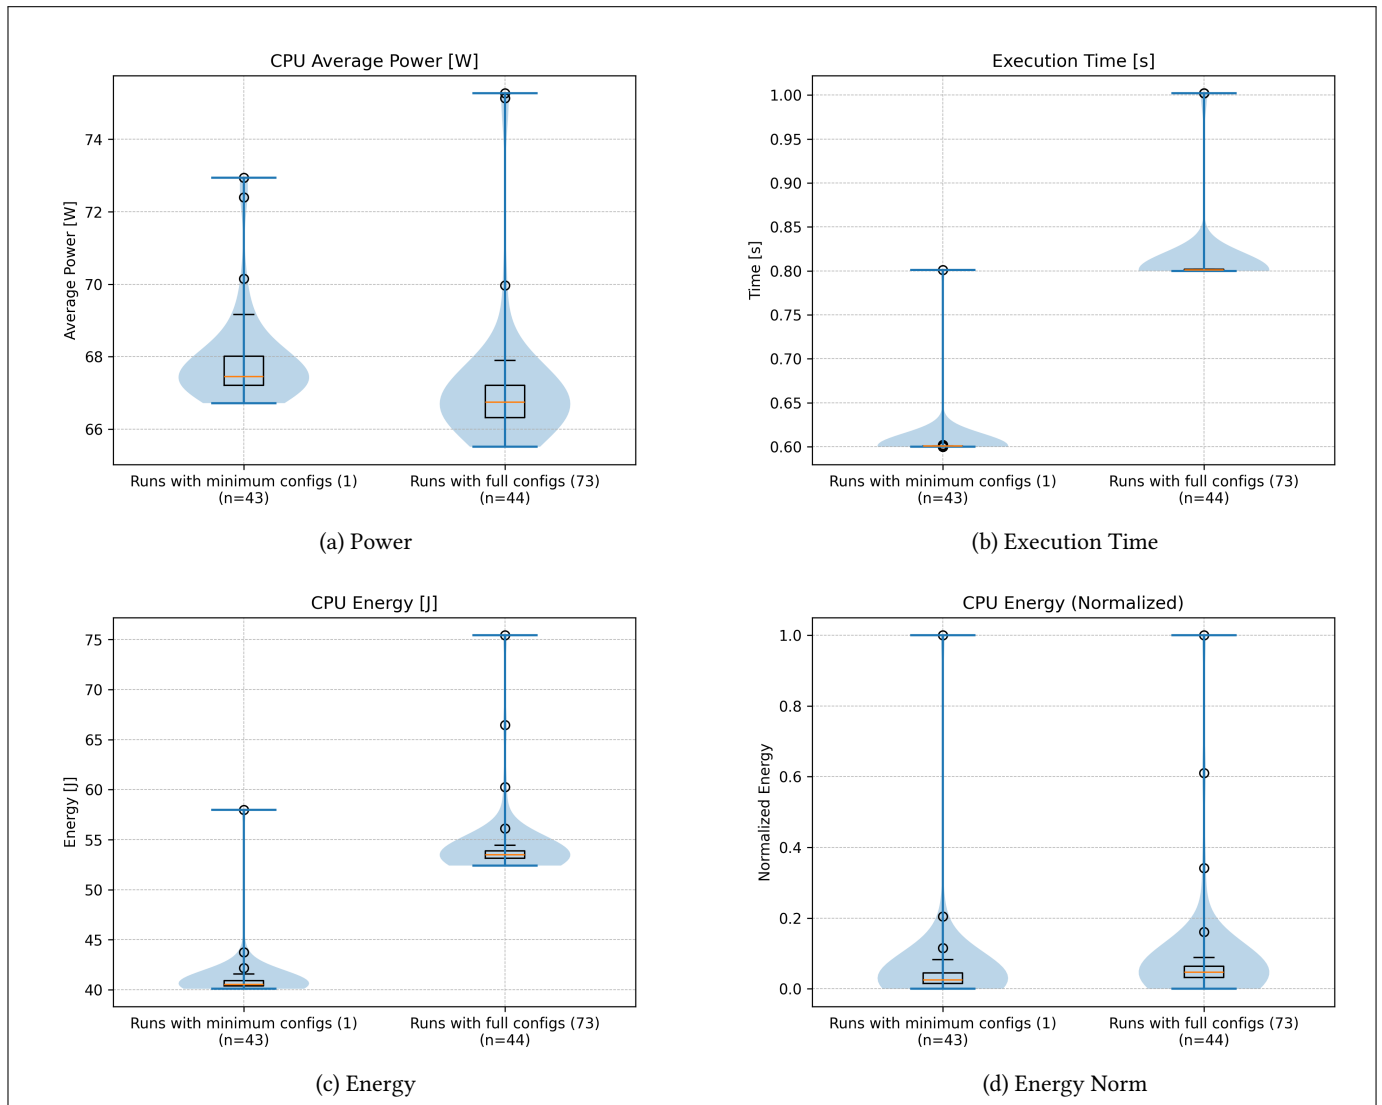 CPU Average Power [W]
Average Power [W]
74
72
70
68
66
Runs with minimum configs (1)
(n=43)
Runs with full configs (73)
(n=44)
(a) Power
Execution Time [s]
Time [s]
1.00
0.95
0.90
0.85
0.80
0.75
0.70
0.65
0.60
Runs with minimum configs (1)
(n=43)
Runs with full configs (73)
(n=44)
(b) Execution Time
CPU Energy [J]
Energy [J]
75
70
65
60
55
50
45
40
Runs with minimum configs (1)
(n=43)
Runs with full configs (73)
(n=44)
(c) Energy
CPU Energy (Normalized)
Normalized Energy
1.0
0.8
0.6
0.4
0.2
0.0
Runs with minimum configs (1)
(n=43)
Runs with full configs (73)
(n=44)
(d) Energy Norm